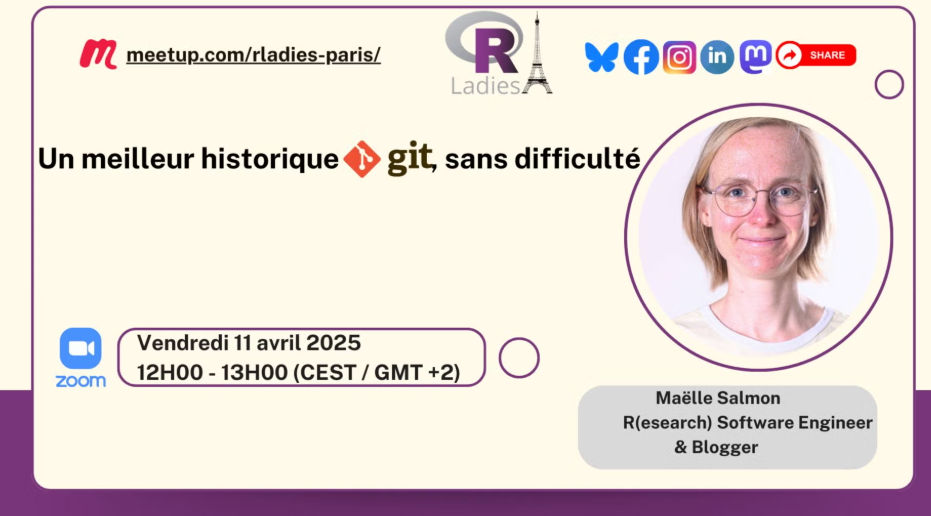 meetup.com/rladies-paris/
R
Ladies
in
m
SHARE
Un meilleur historique git, sans difficulté
Vendredi 11 avril 2025
12H00 - 13H00 (CEST / GMT +2)
zoom
Maëlle Salmon
R(esearch) Software Engineer
& Blogger